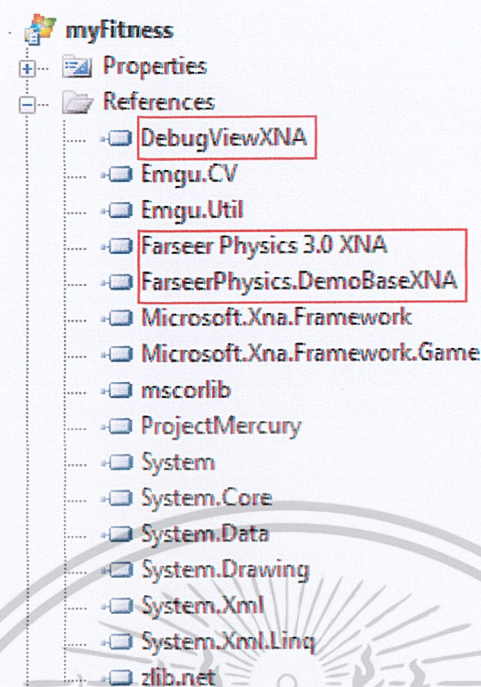 myFitness
Properties
References
DebugViewXNA
Emgu.CV
Emgu.Util
Farseer Physics 3.0 XNA
FarseerPhysics.DemoBaseXNA
Microsoft.Xna.Framework
Microsoft.Xna.Framework.Game
mscorlib
ProjectMercury
System
System.Core
System.Data
System.Drawing
System.Xml
System.Xml.Linq
zlib.net